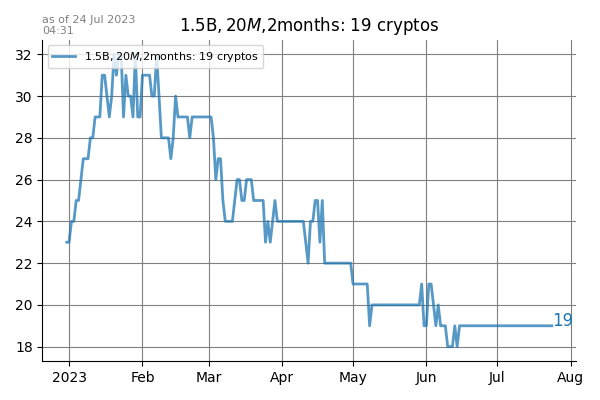 as of 24 Jul 2023
04:31
1.5B, 20M,2months: 19 cryptos
1.5B, 20M,2months: 19 cryptos
32
30
28
26
24
22
20
18
19
2023 Feb Mar Apr May Jun Jul Aug